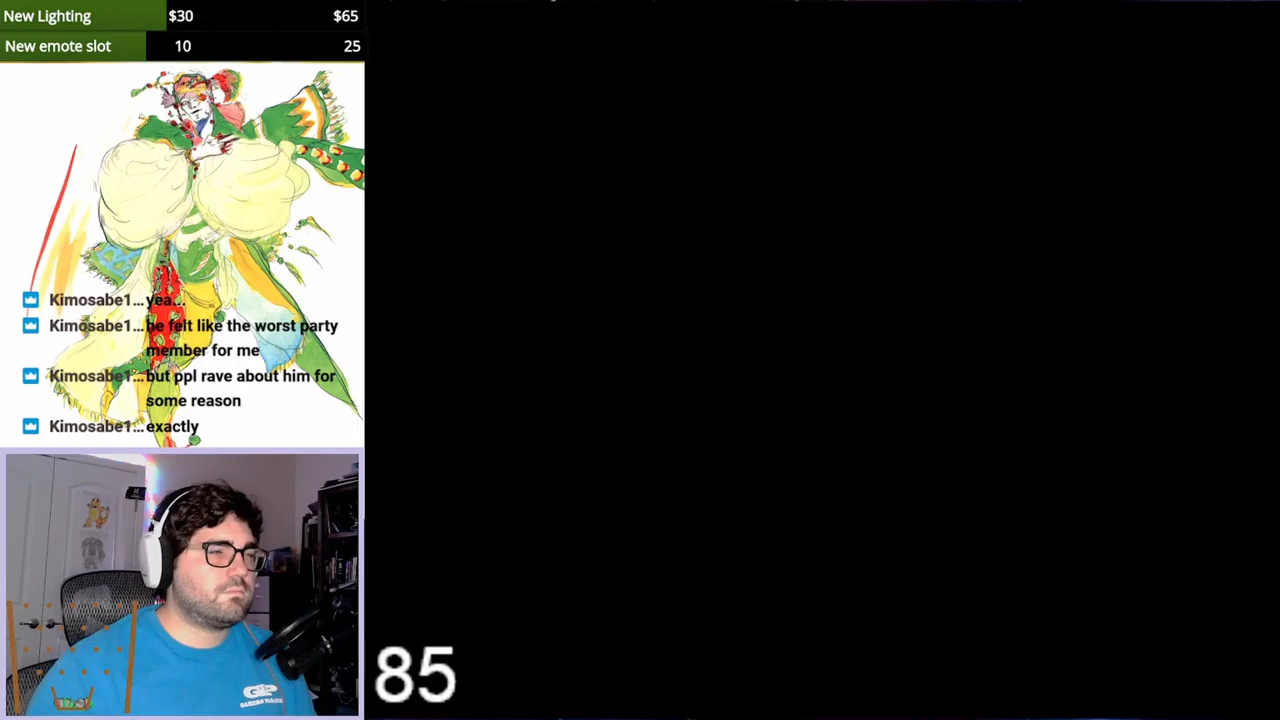 New Lighting $30 $65
New emote slot 10 25
Kimosabe1... yea...
Kimosabe1... he felt like the worst party
member for me
Kimosabe1... but ppl rave about him for
some reason
Kimosabe1... exactly
85